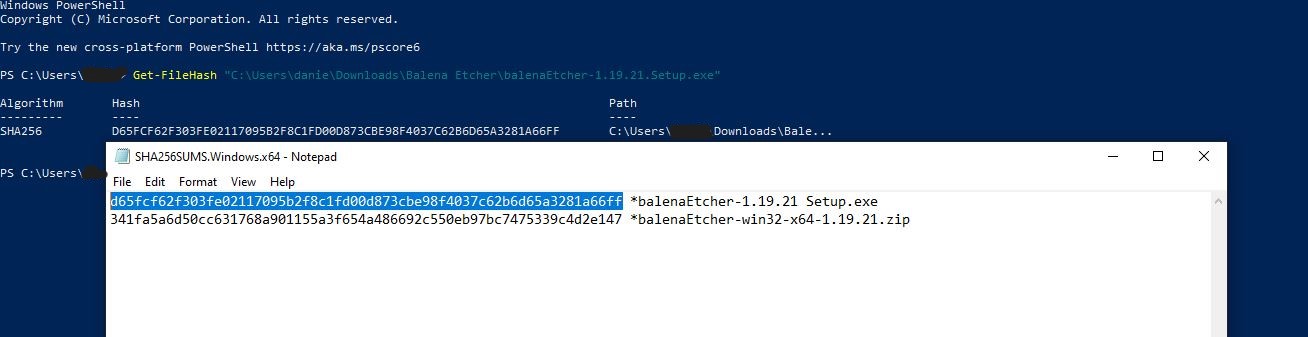 Windows PowerShell
Copyright (C) Microsoft Corporation. All rights reserved.
Try the new cross-platform PowerShell https://aka.ms/pscore6
PS C:\Users\ Get-FileHash "C:\Users\danie\Downloads\Balena Etcher\balenaEtcher-1.19.21.Setup.exe"
Algorithm Hash Path
--------- ---- ----
SHA256 D65FCF62F303FE02117095B2F8C1FD00D873CBE98F4037C62B6D65A3281A66FF C:\Users\ Downloads\Bale...
PS C:\Users\
SHA256SUMS.Windows.x64 - Notepad
File Edit Format View Help
d65fcf62f303fe02117095b2f8c1fd00d873cbe98f4037c62b6d65a3281a66ff *balenaEtcher-1.19.21 Setup.exe
341fa5a6d50cc631768a901155a3f654a486692c550eb97bc7475339c4d2e147 *balenaEtcher-win32-x64-1.19.21.zip